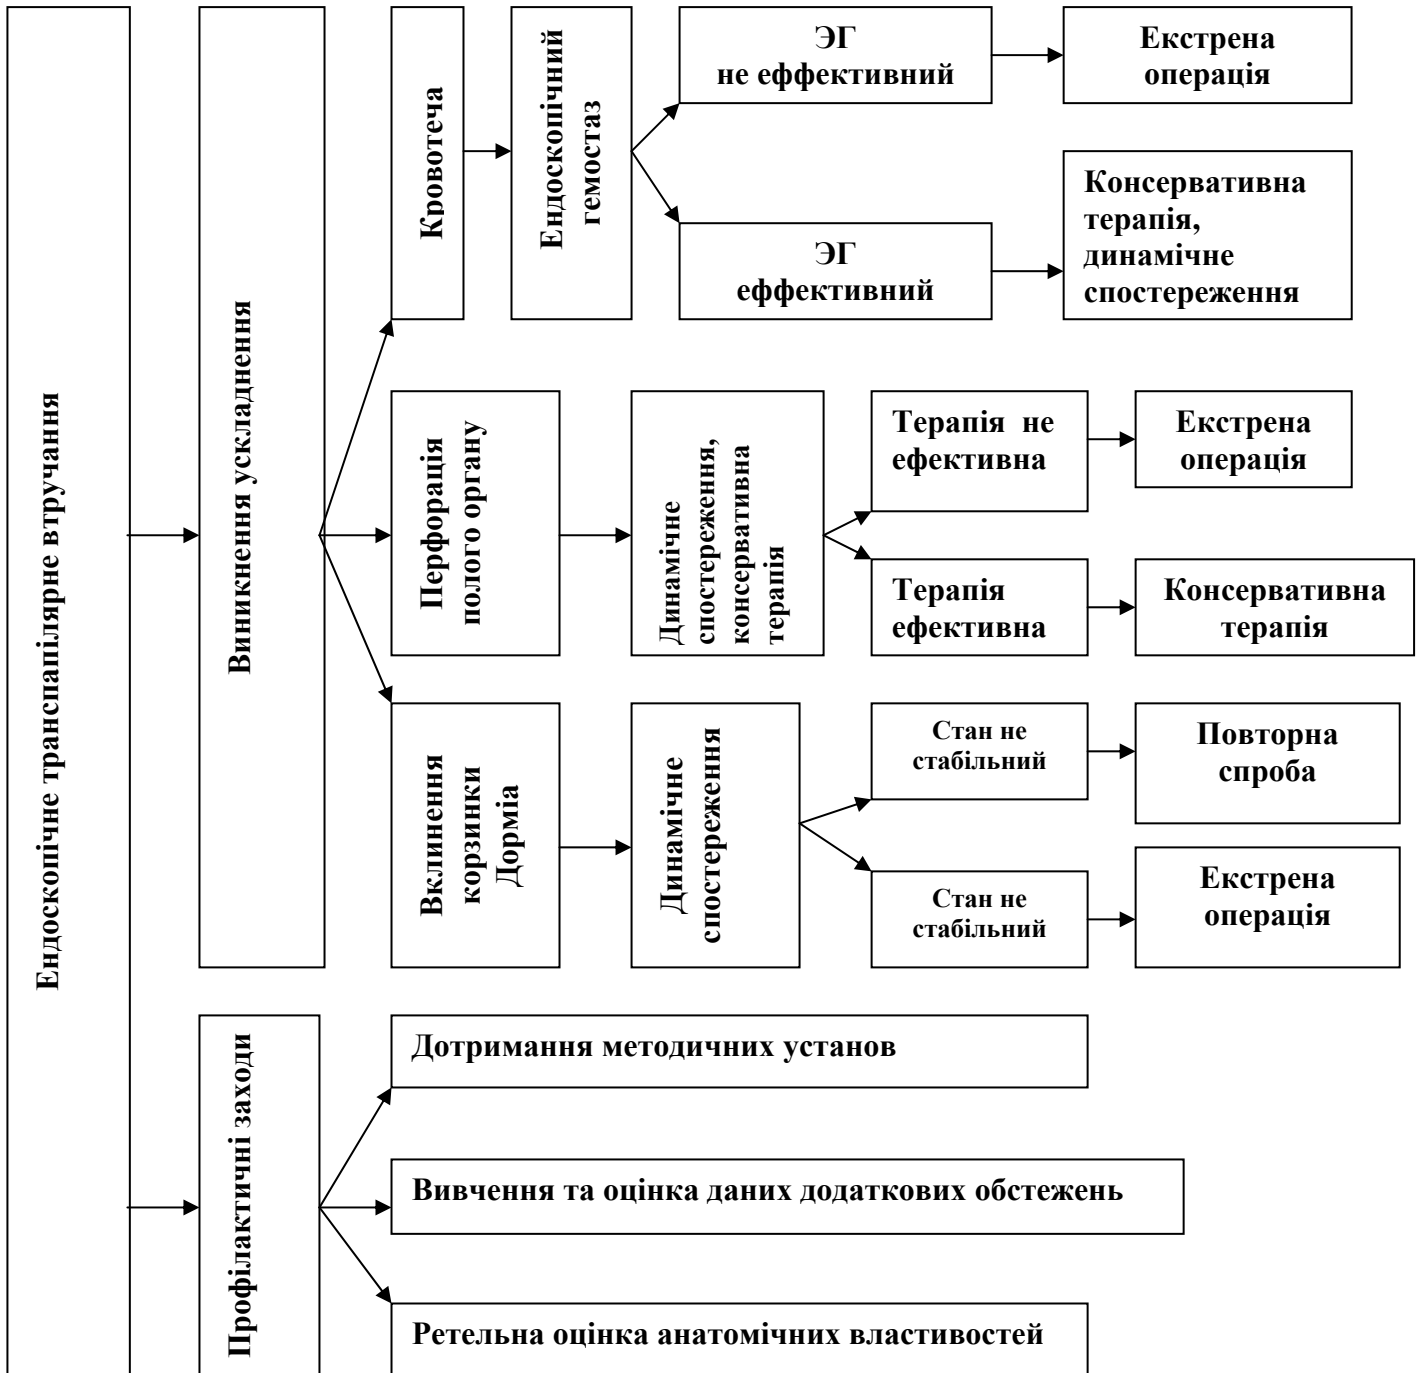 Ендоскопічне транспапілярне втручання
Виникнення ускладнення
Кровотеча
Ендоскопічний
гемостаз
ЭГ
не еффективний
Екстрена
операція
ЭГ
еффективний
Консервативна
терапія,
динамічне
спостереження
Перфорація
полого органу
Динамічне
спостереження,
консервативна
терапія
Терапія не
ефективна
Екстрена
операція
Терапія
ефективна
Консервативна
терапія
Вклинення
корзинки
Дорміа
Динамічне
спостереження
Стан не
стабільний
Повторна
спроба
Стан не
стабільний
Екстрена
операція
Профілактичні заходи
Дотримання методичних установ
Вивчення та оцінка даних додаткових обстежень
Ретельна оцінка анатомічних властивостей